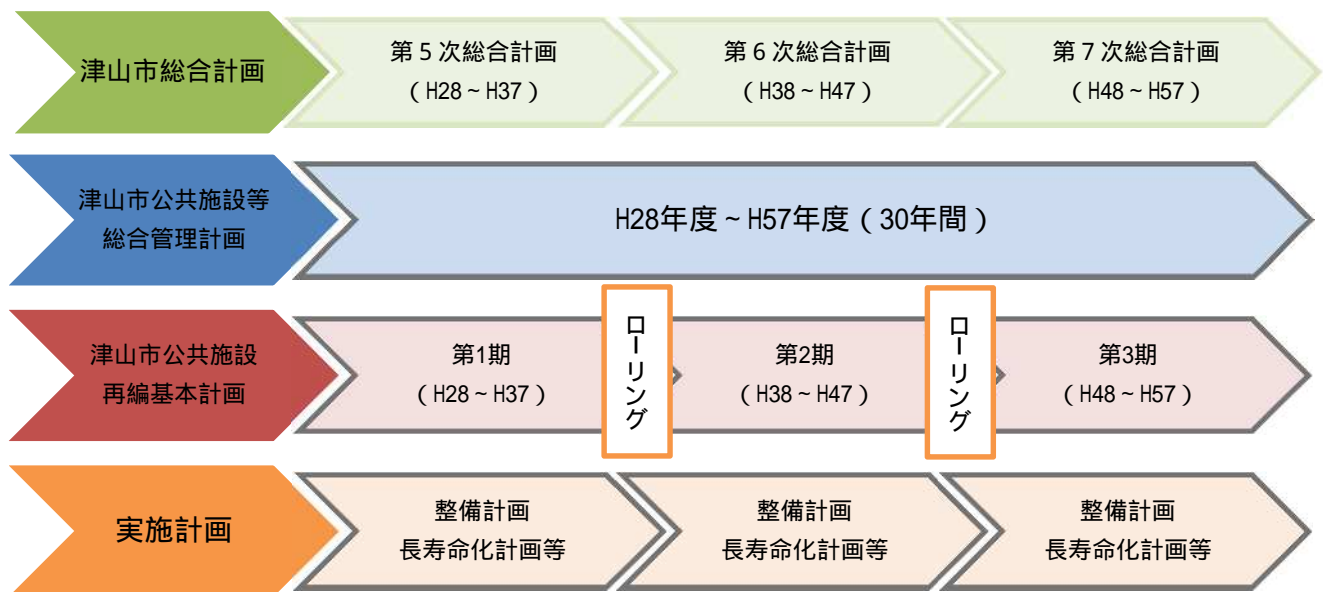 津山市総合計画
第5次総合計画
（H28～H37）
第6次総合計画
（H38～H47）
第7次総合計画
（H48～H57）
津山市公共施設等
総合管理計画
H28年度～H57年度（30年間）
津山市公共施設
再編基本計画
第1期
（H28～H37）
ローリング
第2期
（H38～H47）
ローリング
第3期
（H48～H57）
実施計画
整備計画
長寿命化計画等
整備計画
長寿命化計画等
整備計画
長寿命化計画等